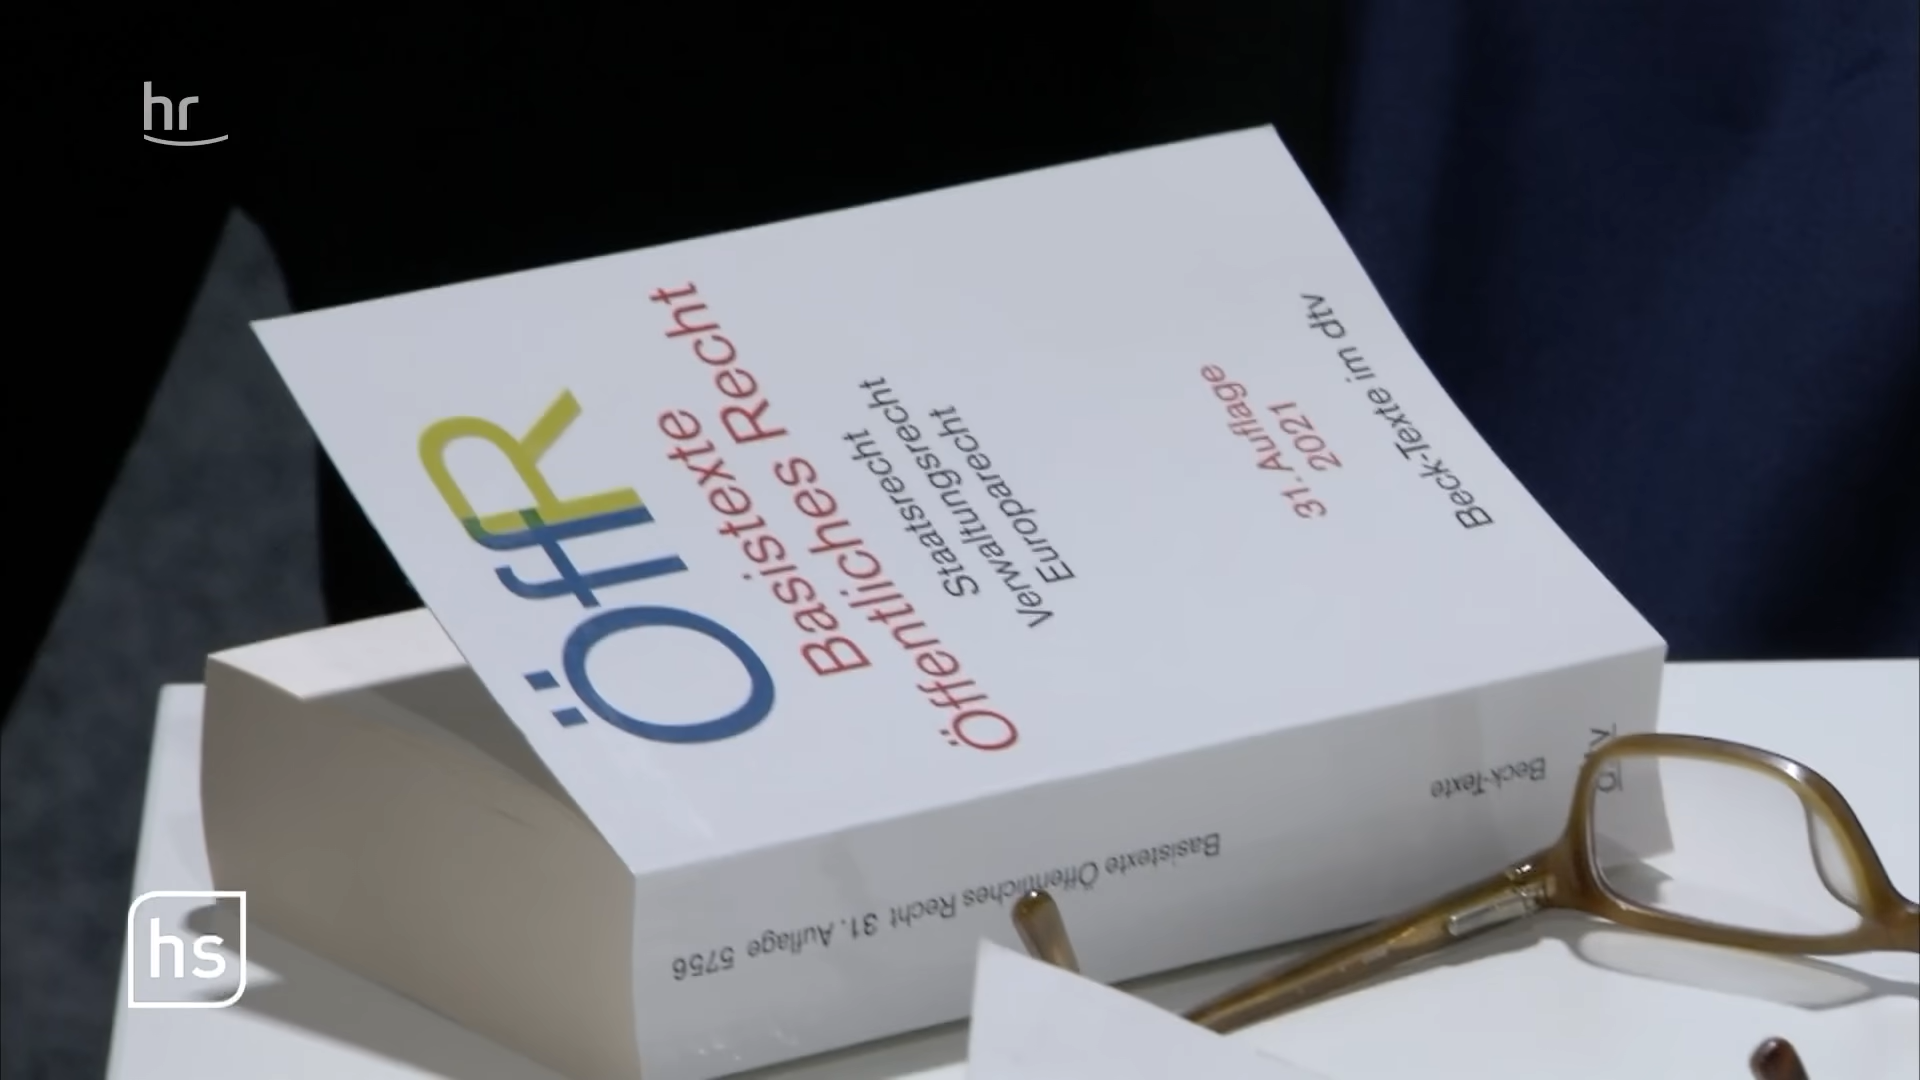 hr
ÖffR
Basistexte
Öffentliches Recht
Staatsrecht
Verwaltungsrecht
Europarecht
31. Auflage
2021
Beck-Texte im dtv
Basistexte Öffentliches Recht 31. Auflage 5756
Beck-Texte
hs